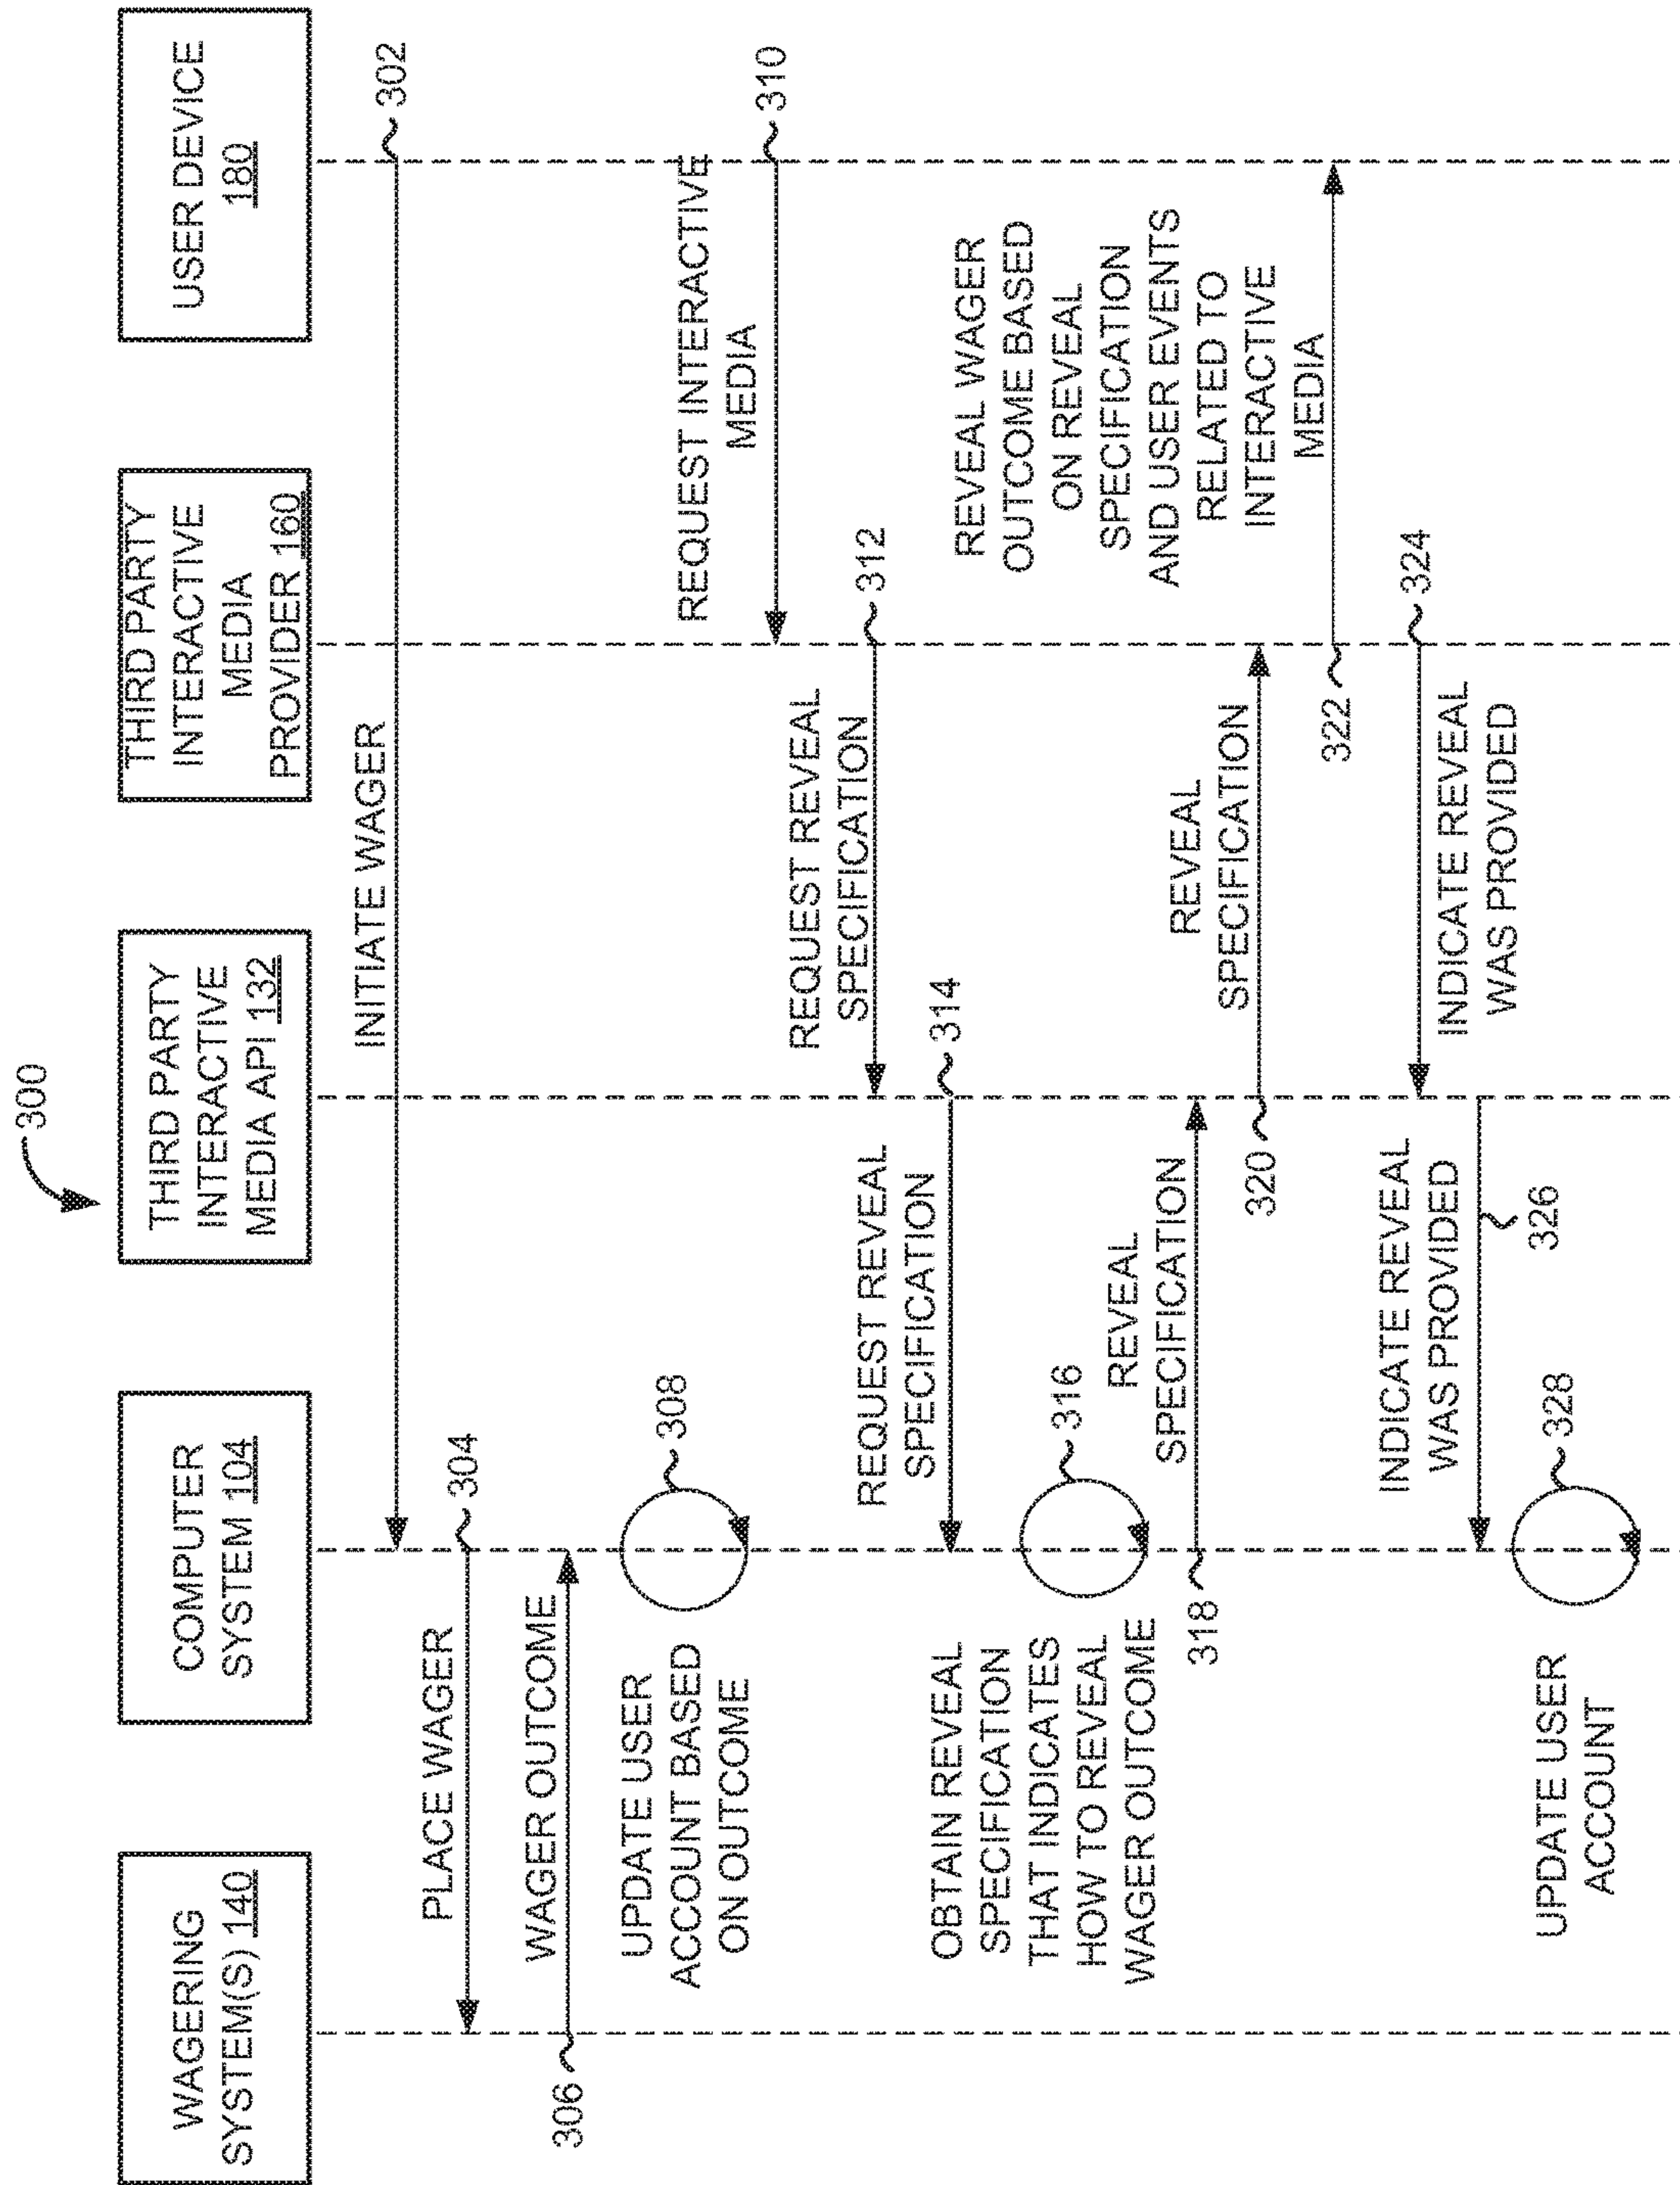 300
WAGERING
SYSTEM(S) 140
COMPUTER
SYSTEM 104
THIRD PARTY
INTERACTIVE
MEDIA API 132
THIRD PARTY
INTERACTIVE
MEDIA
PROVIDER 160
USER DEVICE
180
INITIATE WAGER
302
PLACE WAGER
304
WAGER OUTCOME
306
UPDATE USER
ACCOUNT BASED
ON OUTCOME
308
REQUEST INTERACTIVE
MEDIA
310
REQUEST REVEAL
SPECIFICATION
312
REQUEST REVEAL
SPECIFICATION
314
OBTAIN REVEAL
SPECIFICATION
THAT INDICATES
HOW TO REVEAL
WAGER OUTCOME
316
REVEAL
SPECIFICATION
318
REVEAL
SPECIFICATION
320
REVEAL WAGER
OUTCOME BASED
ON REVEAL
SPECIFICATION
AND USER EVENTS
RELATED TO
INTERACTIVE
MEDIA
322
INDICATE REVEAL
WAS PROVIDED
324
INDICATE REVEAL
WAS PROVIDED
326
UPDATE USER
ACCOUNT
328